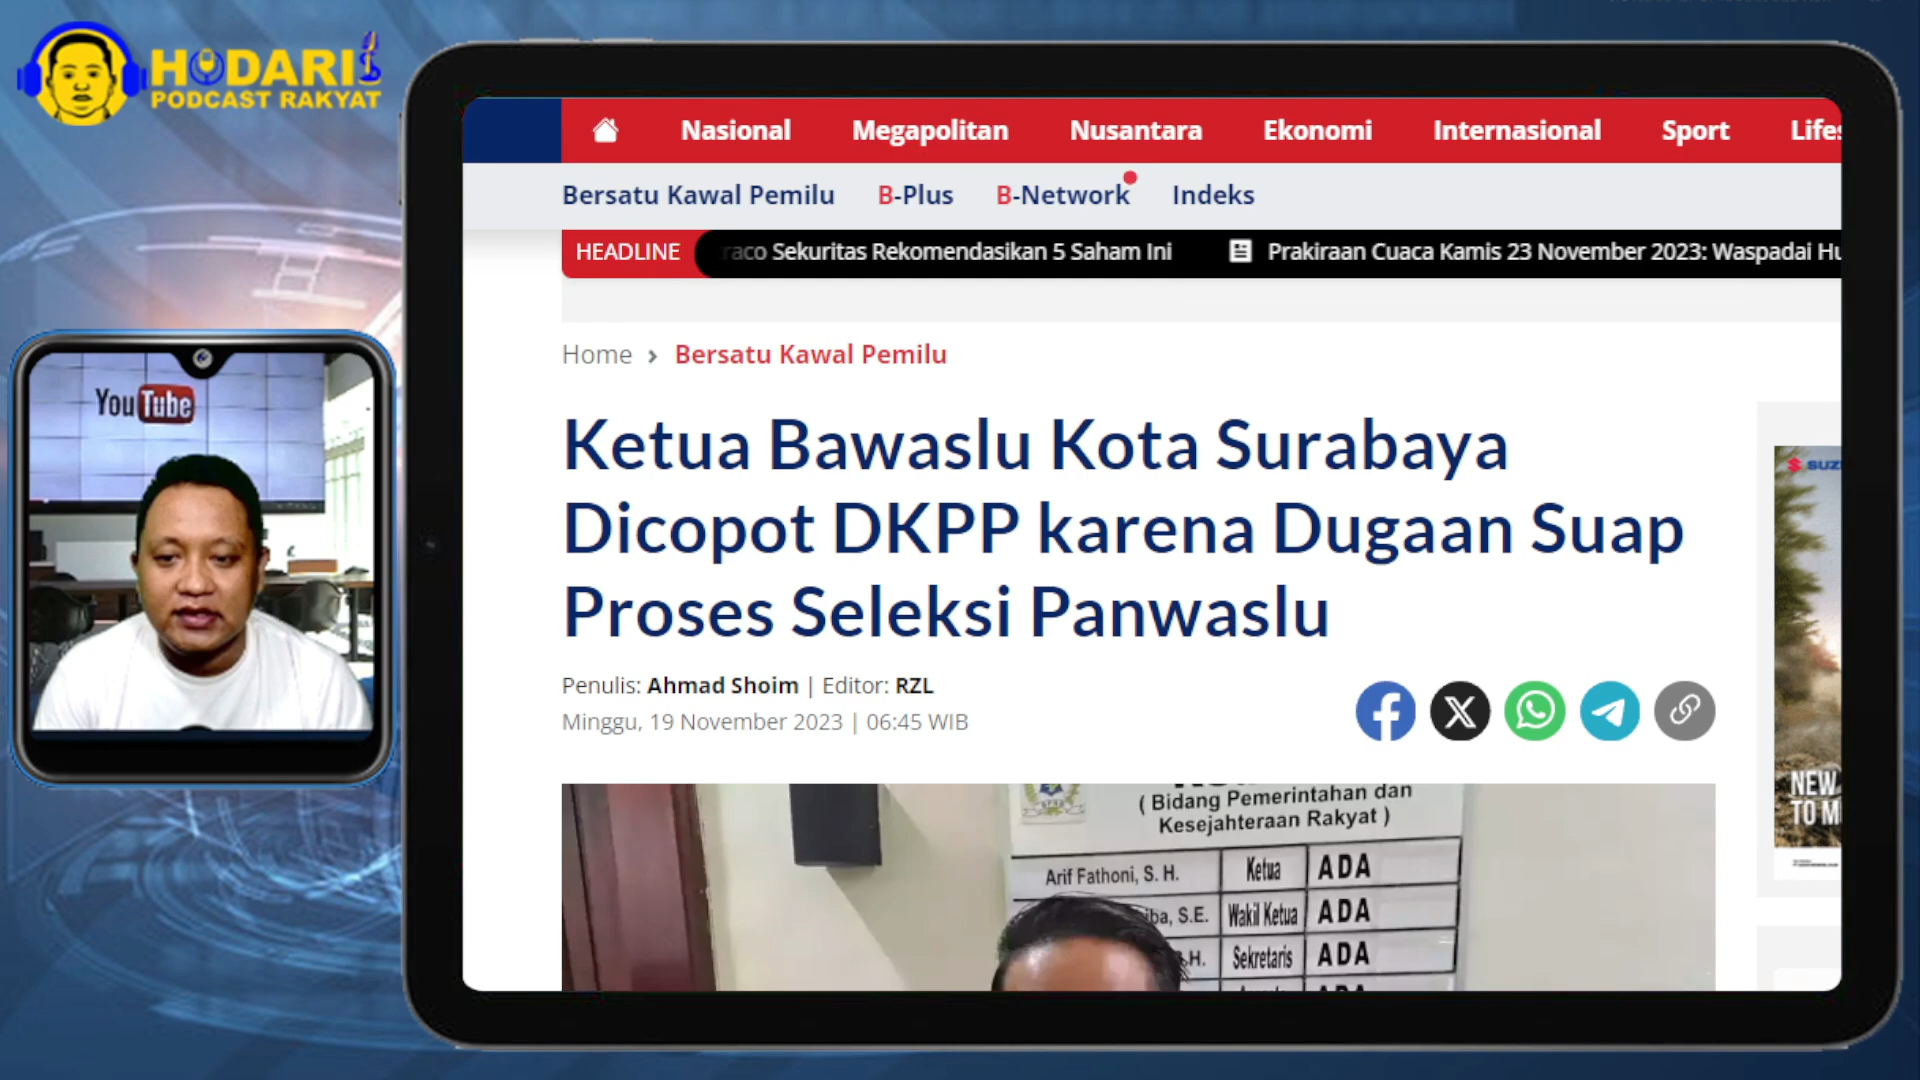 HODARI
PODCAST RAKYAT
YouTube
Nasional Megapolitan Nusantara Ekonomi Internasional Sport
Bersatu Kawal Pemilu B-Plus B-Network Indeks
HEADLINE Sekuritas Rekomendasikan 5 Saham Ini Prakiraan Cuaca Kamis 23 November 2023: Waspadai
Home > Bersatu Kawal Pemilu
Ketua Bawaslu Kota Surabaya
Dicopot DKPP karena Dugaan Suap
Proses Seleksi Panwaslu
Penulis: Ahmad Shoim | Editor: RZL
Minggu, 19 November 2023 | 06:45 WIB
( Bidang Pemerintahan dan
Kesejahteraan Rakyat )
Arif Fathoni, S. H. Ketua ADA
S.E. Wakil Ketua ADA
Sekretaris ADA
NEW